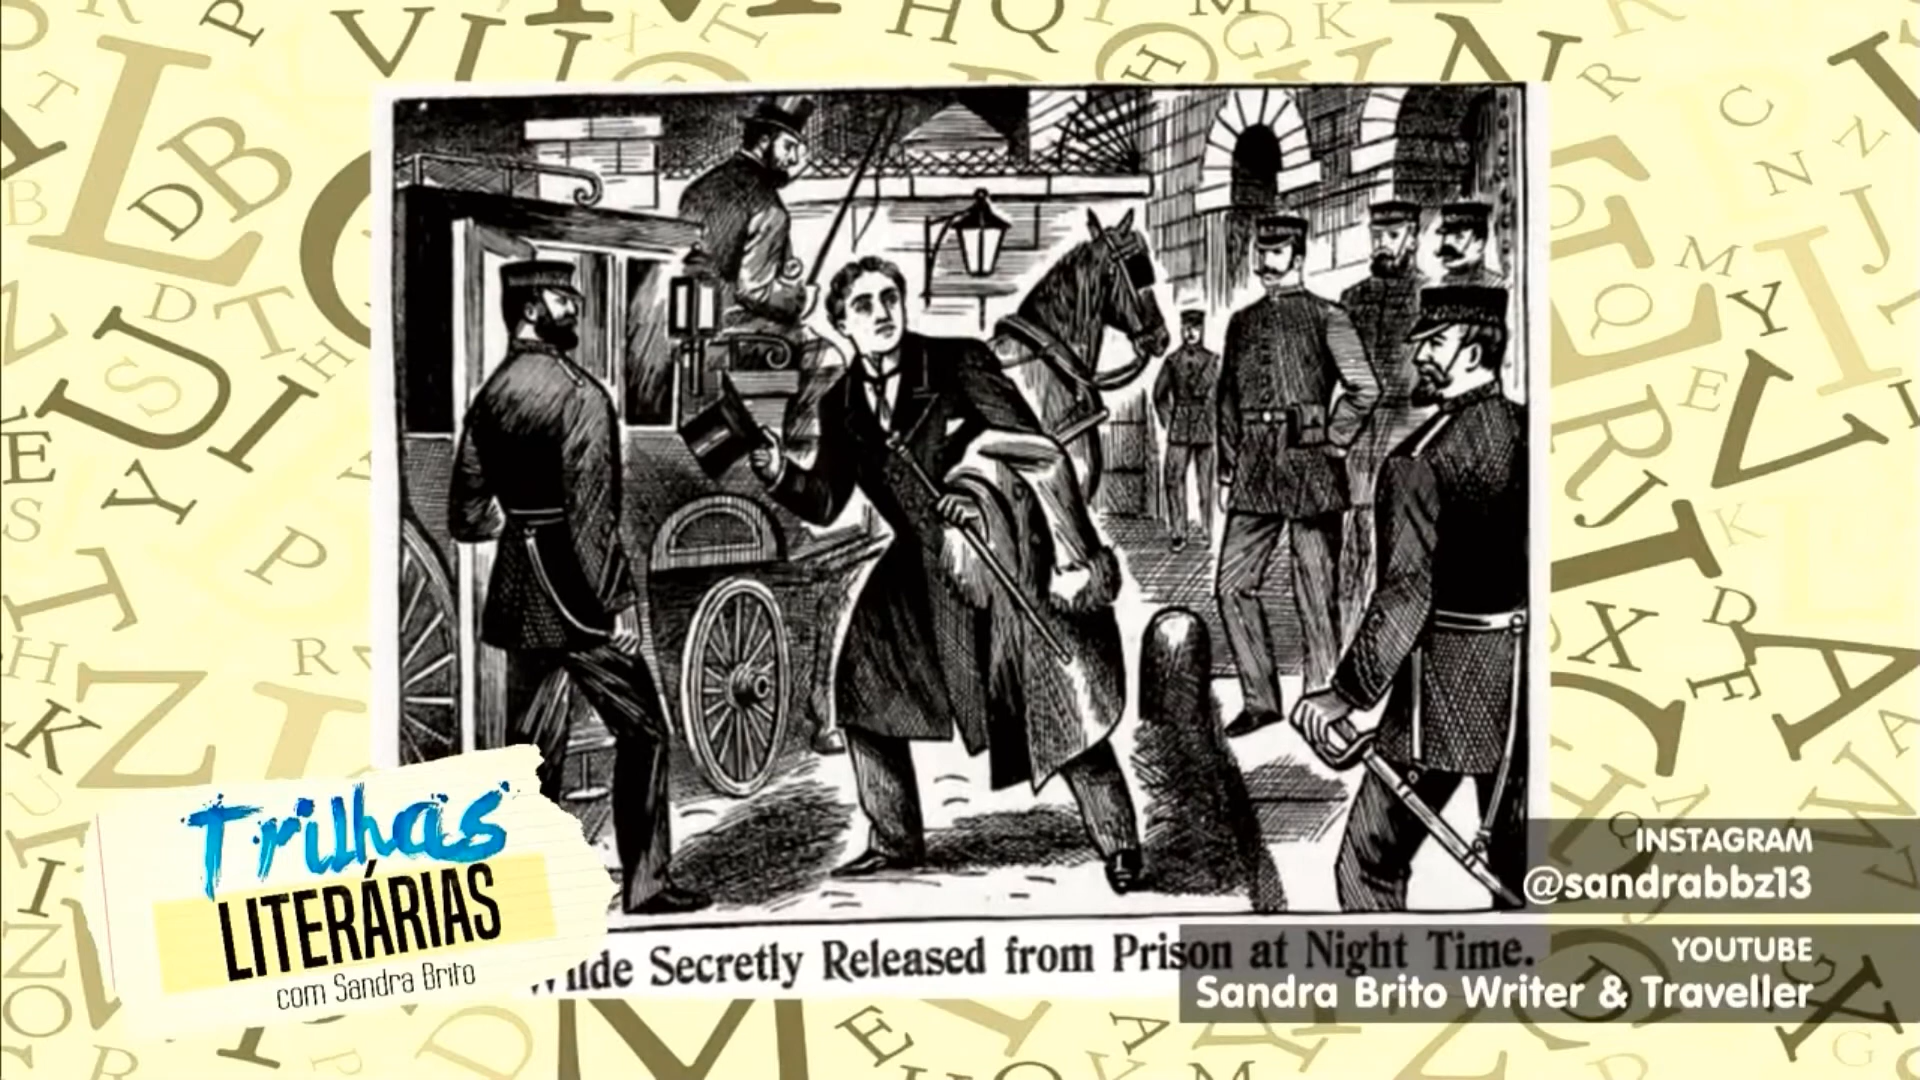 Secretly Released from Prison at Night Time.
Trilhas
LITERÁRIAS
com Sandra Brito
INSTAGRAM
@sandrabbz13
YOUTUBE
Sandra Brito Writer & Traveller